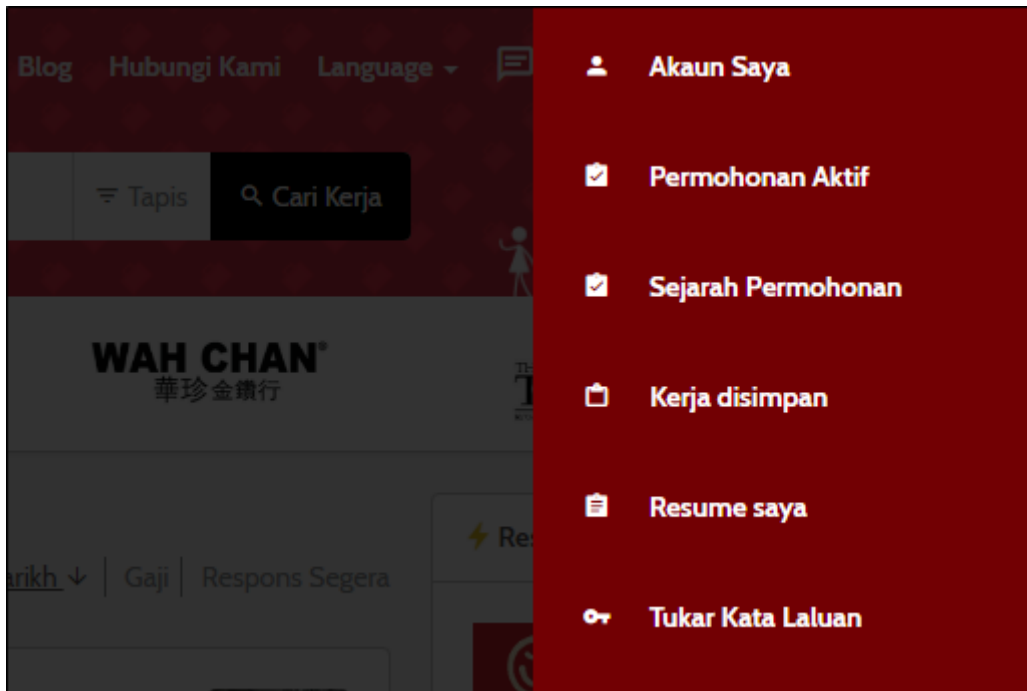 Blog Hubungi Kami Language
Tapis Cari Kerja
WAH CHAN®
華珍金鑽行
arikh Gaji Respons Segera
Akaun Saya
Permohonan Aktif
Sejarah Permohonan
Kerja disimpan
Resume saya
Tukar Kata Laluan